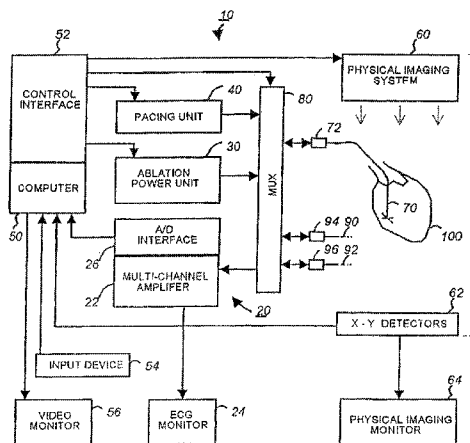 10
52
60
CONTROL
INTERFACE
40
PACING UNIT
80
PHYSICAL IMAGING
SYSTEM
72
30
ABLATION POWER
UNIT
MUX
COMPUTER
50
70
100
94
90
A/D INTERFACE
26
96
92
MULTI-CHANNEL
AMPLIFER
22
20
62
X - Y DETECTORS
INPUT DEVICE
54
VIDEO
MONITOR
56
ECG
MONITOR
24
64
PHYSICAL IMAGING
MONITOR